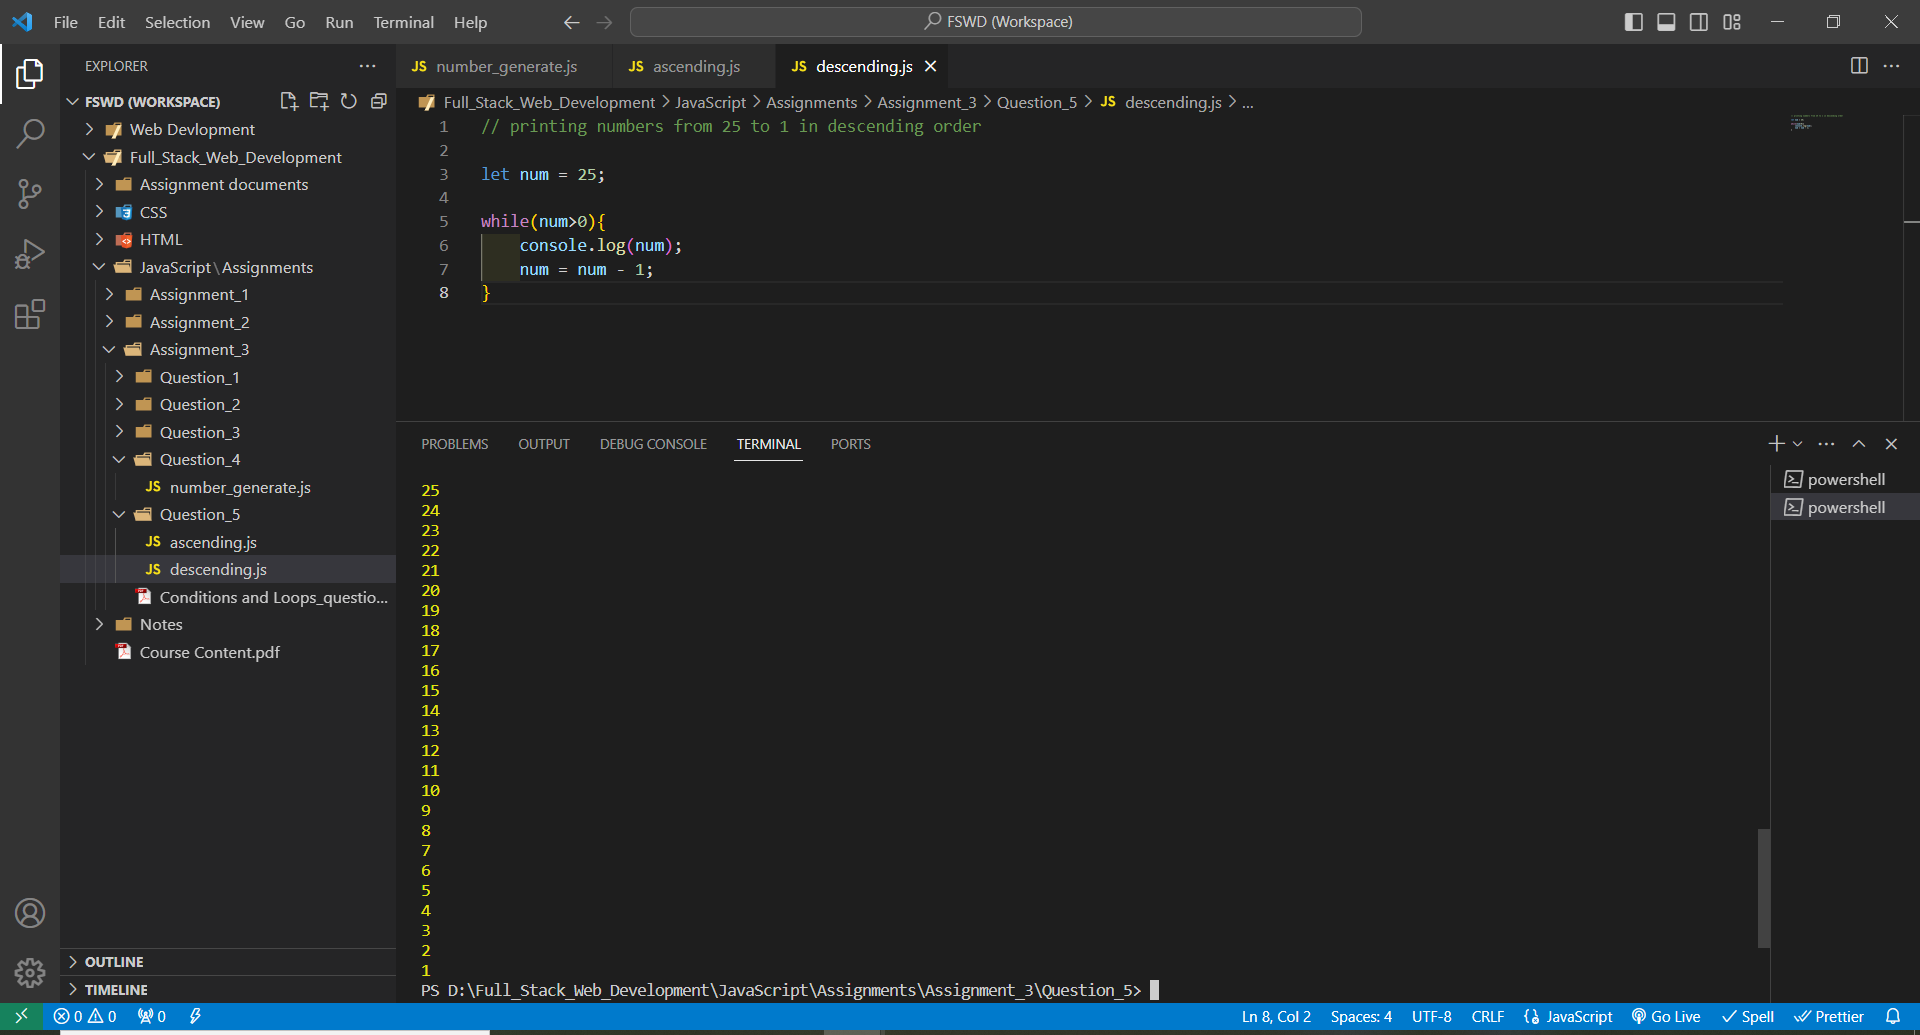 File Edit Selection View Go Run Terminal Help
FSWD (Workspace)
EXPLORER
FSWD (WORKSPACE)
Web Devlopment
Full_Stack_Web_Development
Assignment documents
CSS
HTML
JavaScript\Assignments
Assignment_1
Assignment_2
Assignment_3
Question_1
Question_2
Question_3
Question_4
JS number_generate.js
Question_5
JS ascending.js
JS descending.js
Conditions and Loops_questio...
Notes
Course Content.pdf
OUTLINE
TIMELINE
JS number_generate.js JS ascending.js JS descending.js
Full_Stack_Web_Development > JavaScript > Assignments > Assignment_3 > Question_5 > JS descending.js > ...
1 // printing numbers from 25 to 1 in descending order
2
3 let num = 25;
4
5 while(num>0){
6 console.log(num);
7 num = num - 1;
8 }
PROBLEMS OUTPUT DEBUG CONSOLE TERMINAL PORTS
powershell
powershell
25
24
23
22
21
20
19
18
17
16
15
14
13
12
11
10
9
8
7
6
5
4
3
2
1
PS D:\Full_Stack_Web_Development\JavaScript\Assignments\Assignment_3\Question_5>
0 0 0 Ln 8, Col 2 Spaces: 4 UTF-8 CRLF JavaScript Go Live Spell Prettier